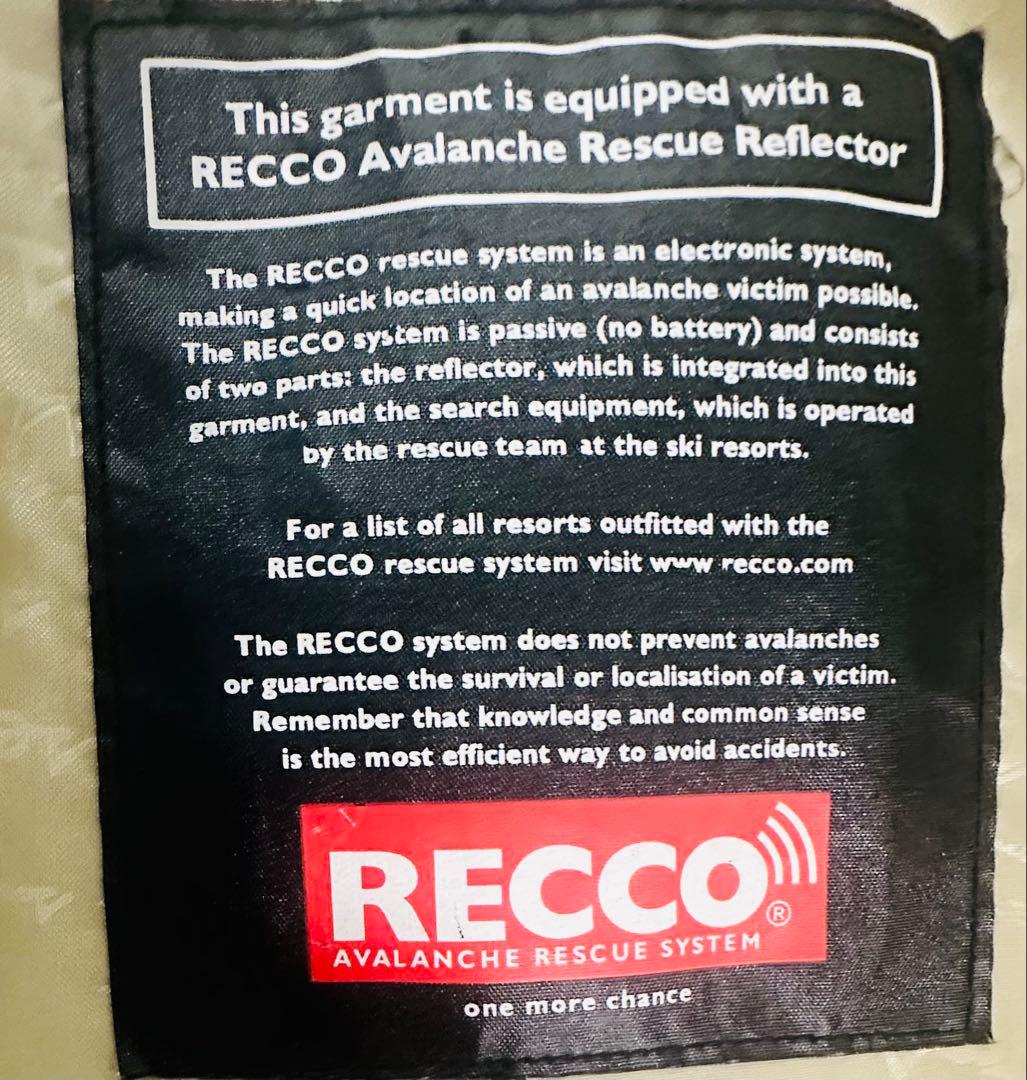 This garment is equipped with a
RECCO Avalanche Rescue Reflector
The RECCO rescue system is an electronic system,
making a quick location of an avalanche victim possible.
The RECCO system is passive (no battery) and consists
of two parts: the reflector, which is integrated into this
garment, and the search equipment, which is operated
by the rescue team at the ski resorts.
For a list of all resorts outfitted with the
RECCO rescue system visit www.recco.com
The RECCO system does not prevent avalanches
or guarantee the survival or localisation of a victim.
Remember that knowledge and common sense
is the most efficient way to avoid accidents.
RECCO®
AVALANCHE RESCUE SYSTEM
one more chance